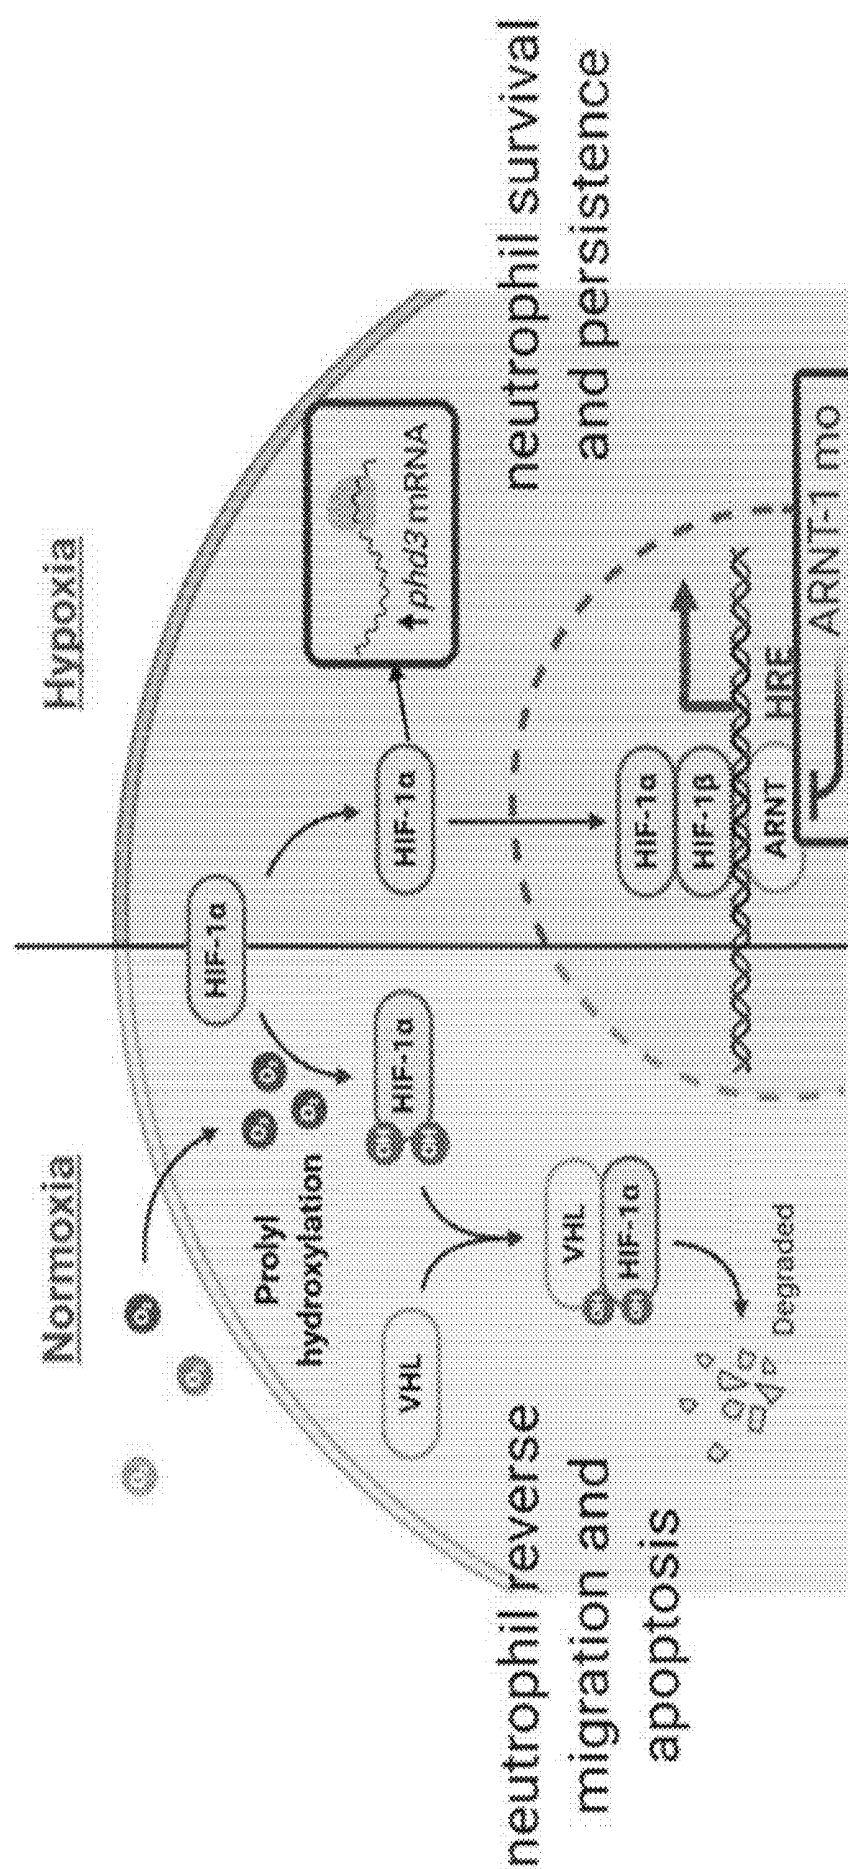 Normoxia
Hypoxia
HIF-1α
Prolyl
hydroxylation
VHL
HIF-1α
HIF-1α
↑phd3 mRNA
neutrophil reverse
migration and
apoptosis
neutrophil survival
and persistence
VHL
HIF-1α
Degraded
HIF-1α
HIF-1β
ARNT
HRE
ARNT-1 mo